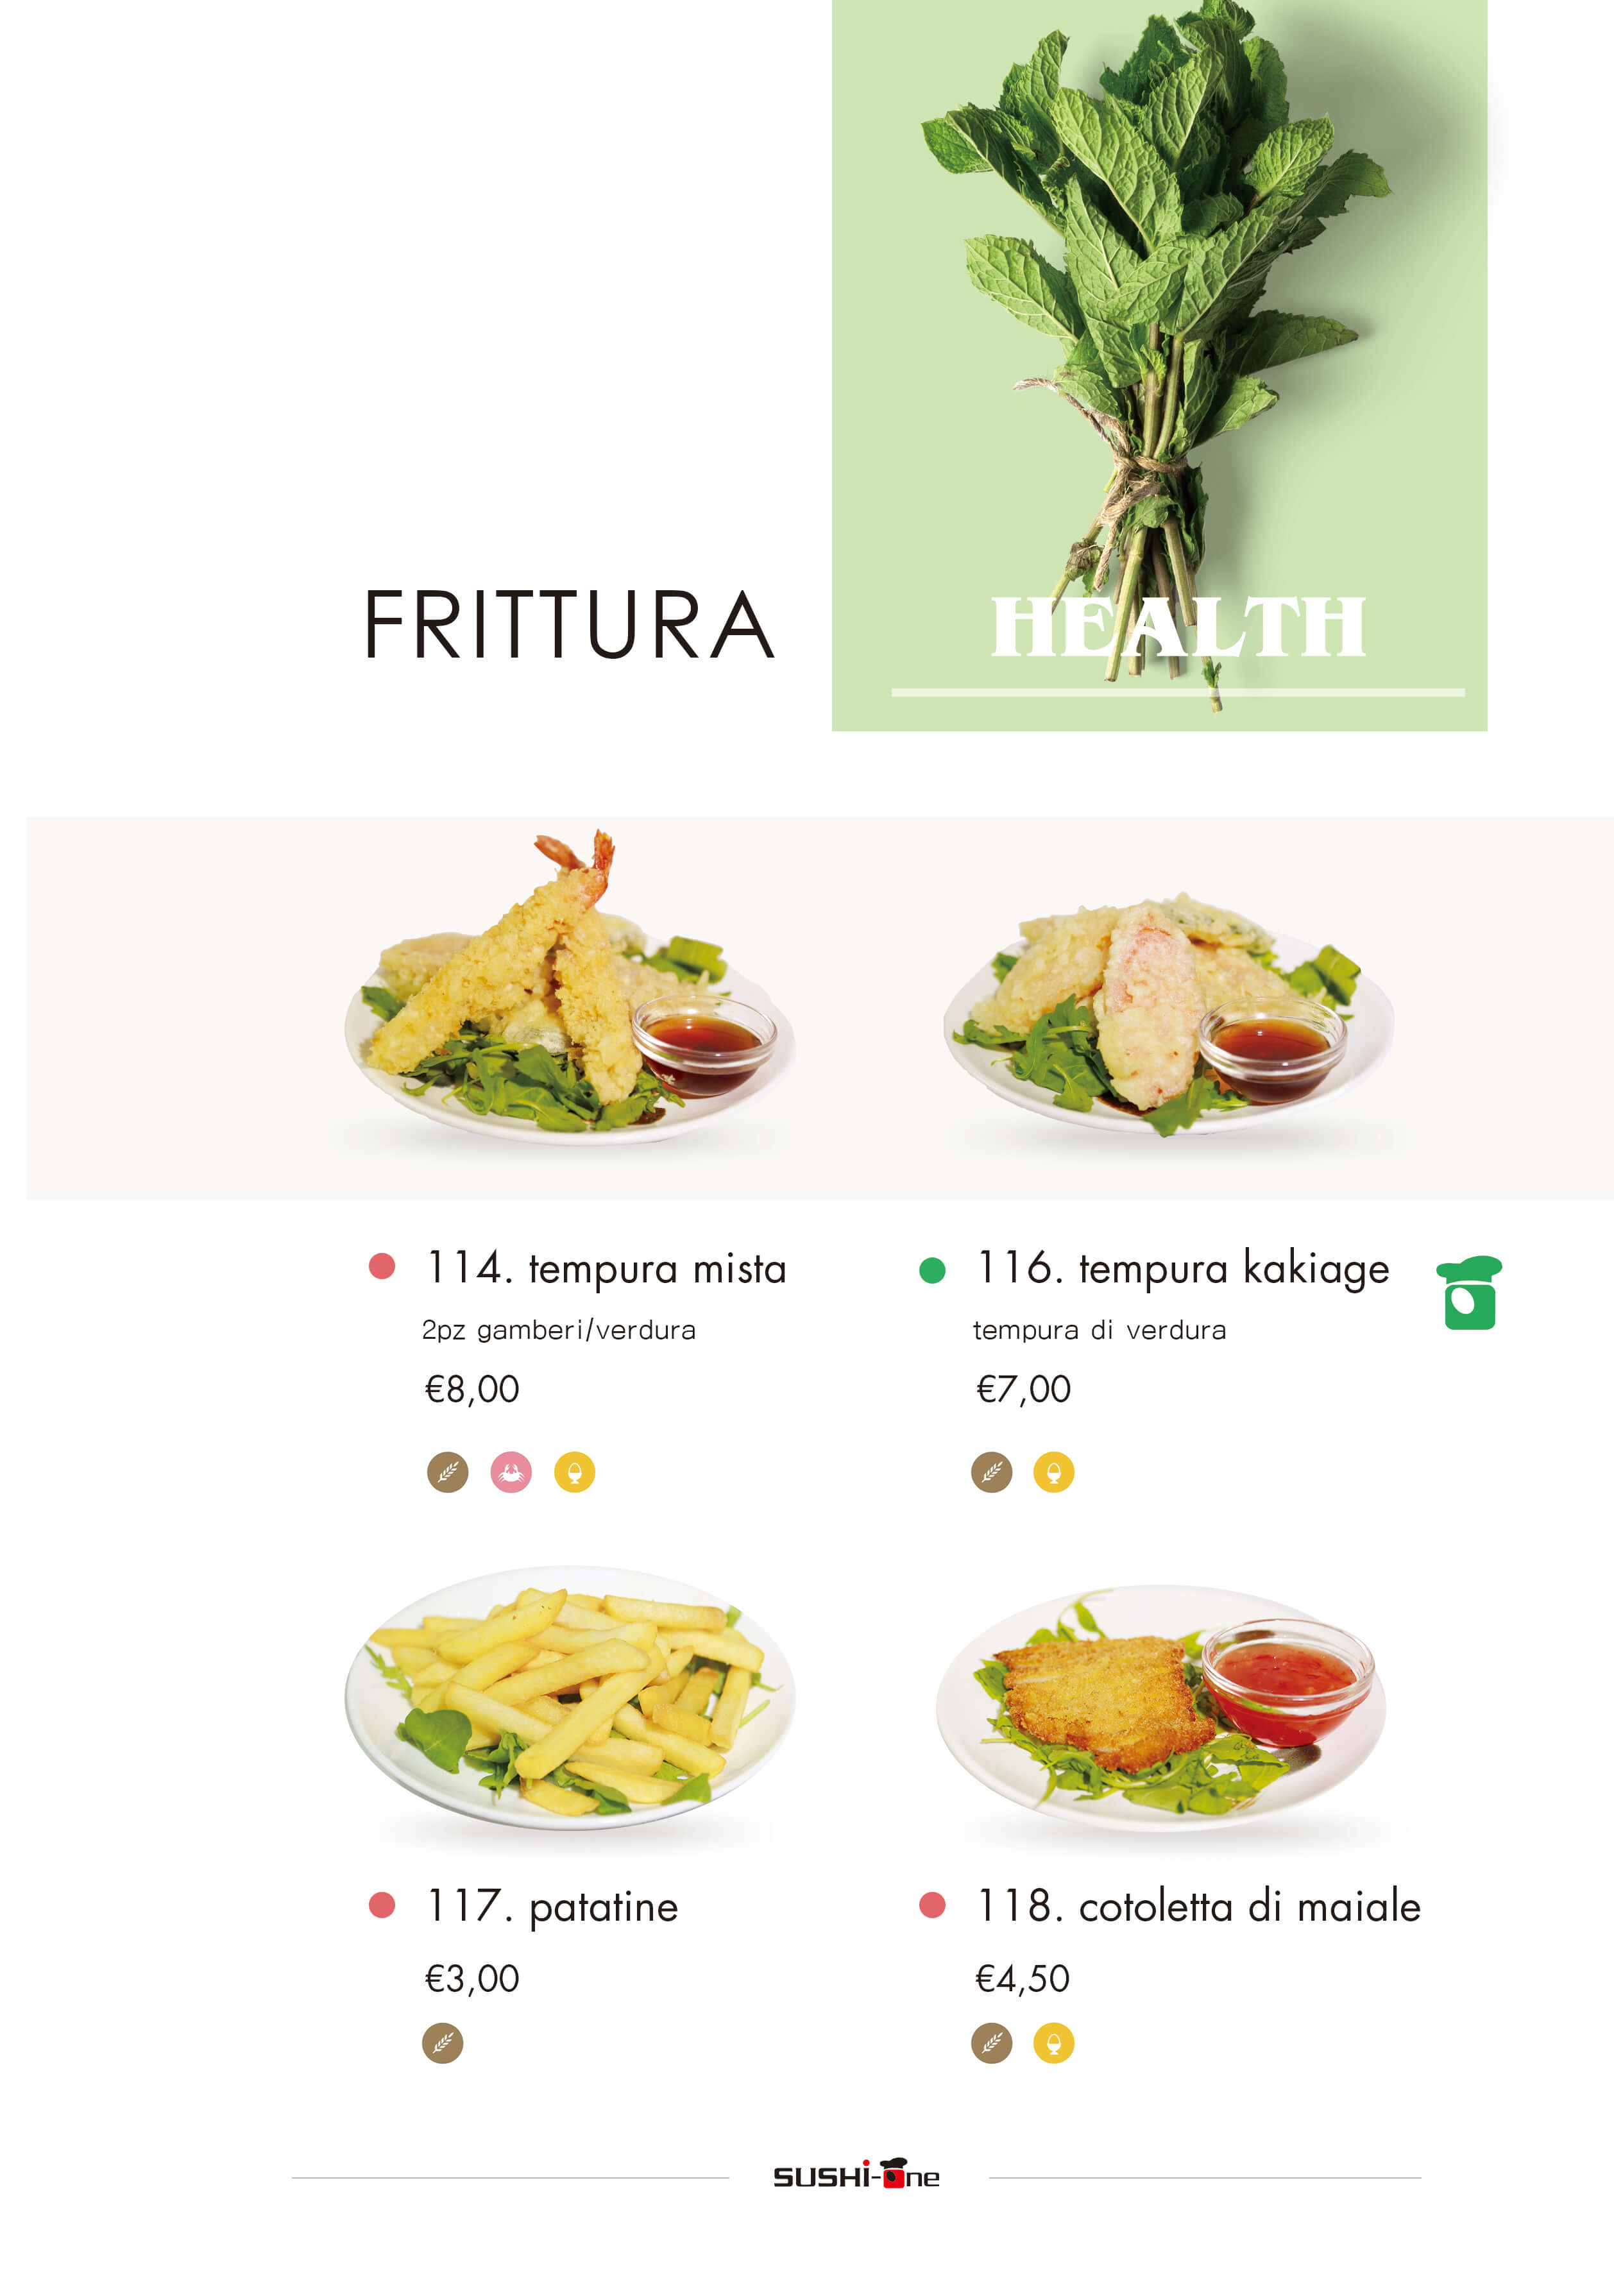 FRITTURA
HEALTH
114. tempura mista
2pz gamberi/verdura
€8,00
116. tempura kakiage
tempura di verdura
€7,00
117. patatine
€3,00
118. cotoletta di maiale
€4,50
SUSHi-One